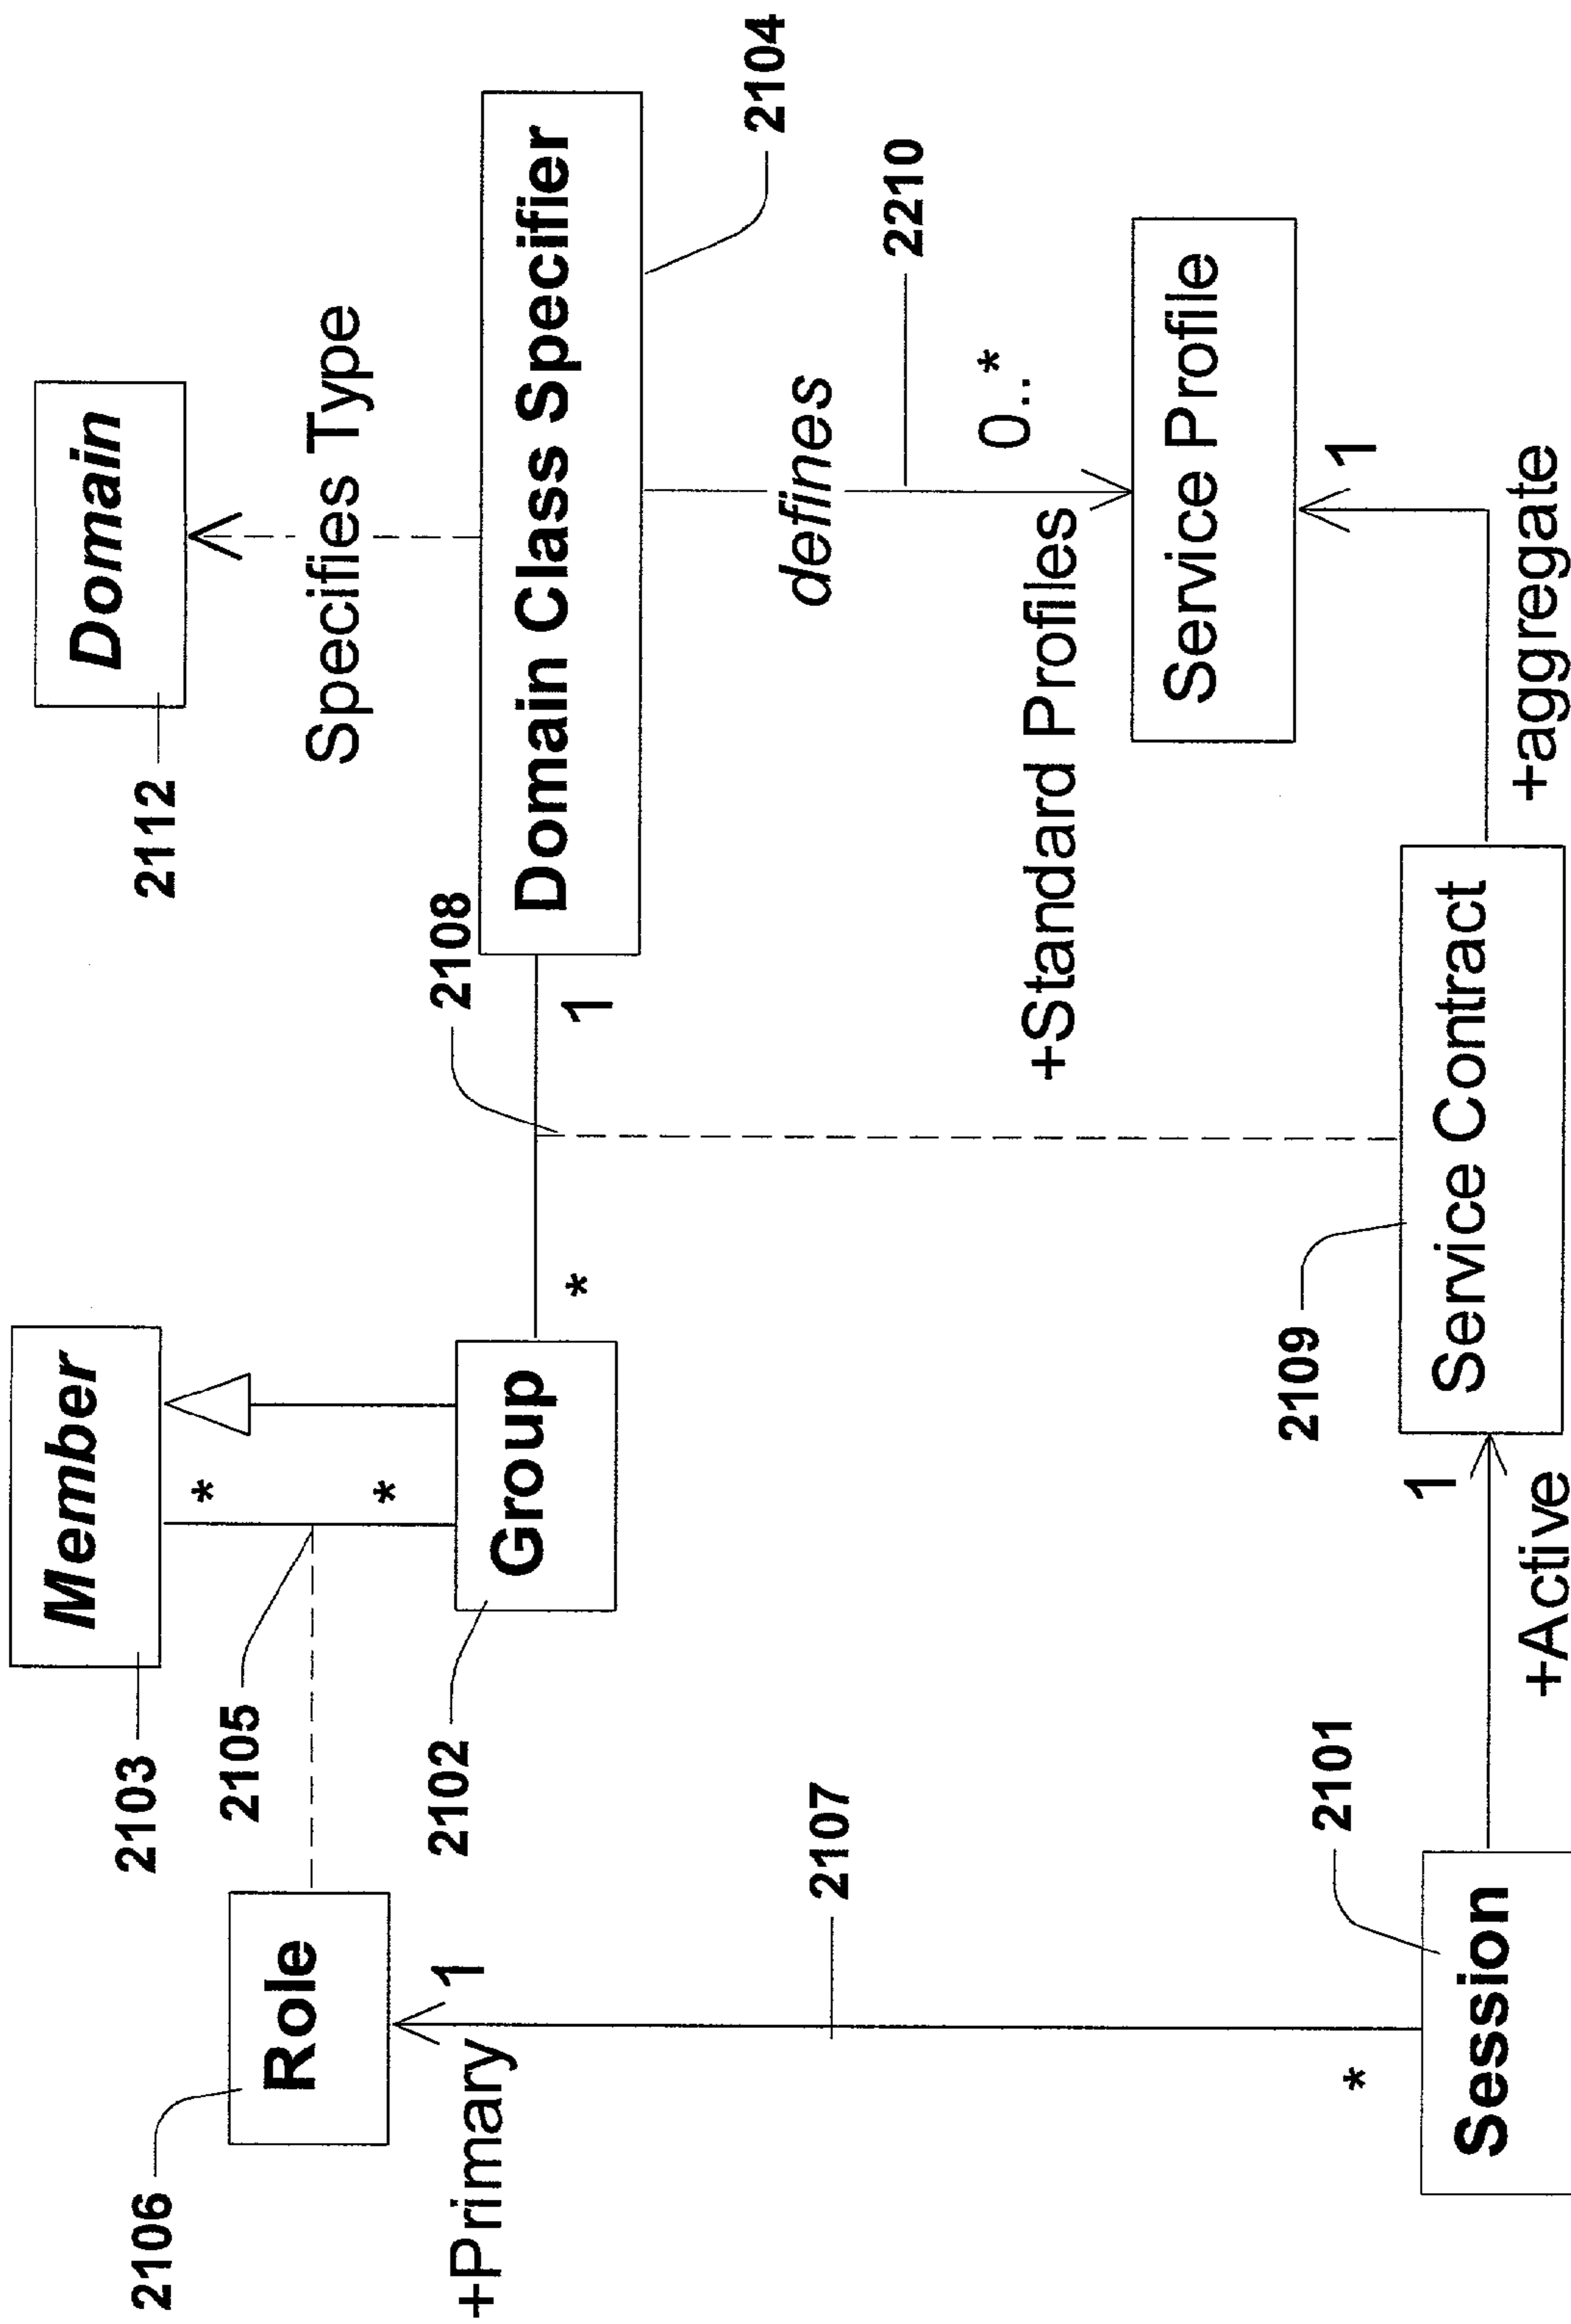 Member
Domain
2106
2103
2112
*
2105
Role
Specifies Type
*
1
2102
2108
+Primary
Group
Domain Class Specifier
*
1
2104
defines
2107
2210
0..*
+Standard Profiles
Service Profile
2109
2101
*
1
1
Service Contract
Session
+Active
+aggregate